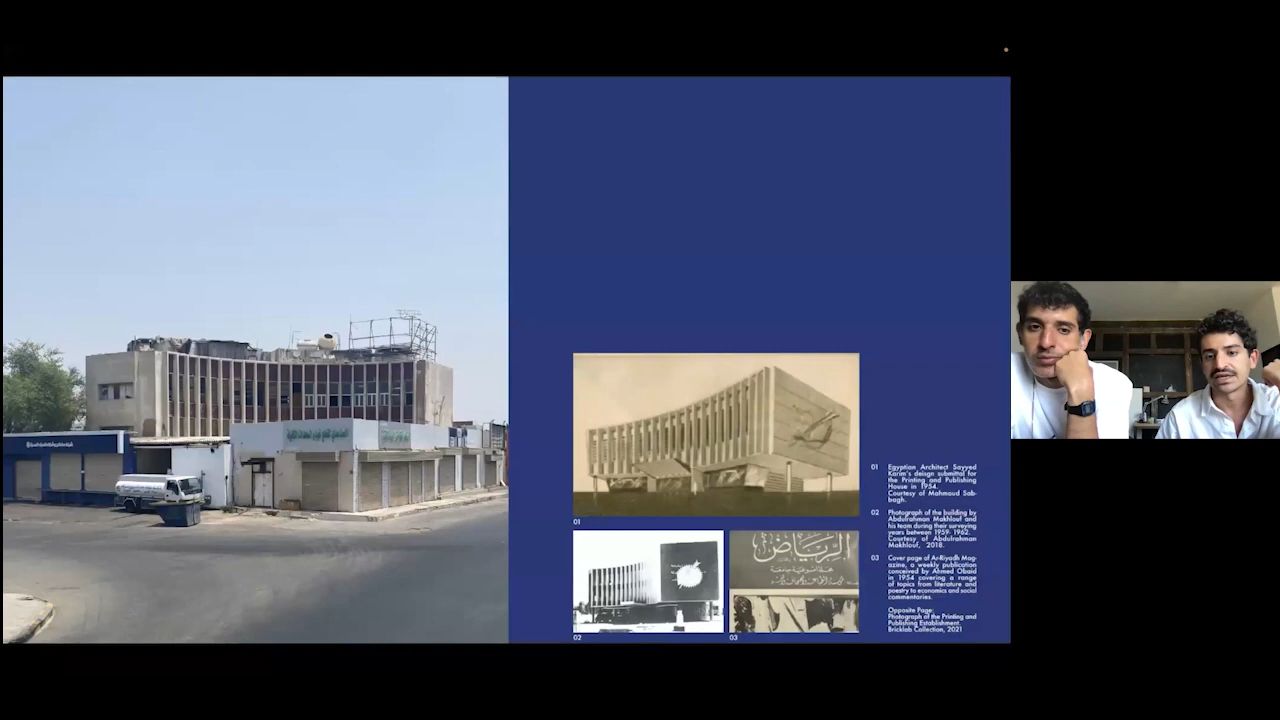 01
02
03
الرياض
01
Egyptian Architect Sayyed
Karim's deisgn submittal for
the Printing and Publishing
House in 1954.
Courtesy of Mahmoud Sab-
bagh.
02
Photograph of the building by
Abdulrahman Makhlouf and
his team during their surveying
years between 1959- 1962.
Courtesy of Abdulrahman
Makhlouf, 2018.
03
Cover page of Ar-Riyadh Mag-
azine, a weekly publication
conceived by Ahmed Obaid
in 1954 covering a range
of topics from literature and
poestry to economics and social
commentaries.
Opposite Page:
Photograph of the Printing and
Publishing Establishment.
Bricklab Collection, 2021